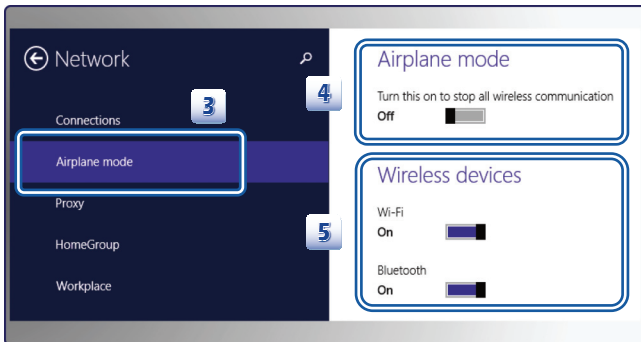 Network
3
Connections
Airplane mode
Proxy
HomeGroup
Workplace
4
Airplane mode
Turn this on to stop all wireless communication
Off
5
Wireless devices
Wi-Fi
On
Bluetooth
On